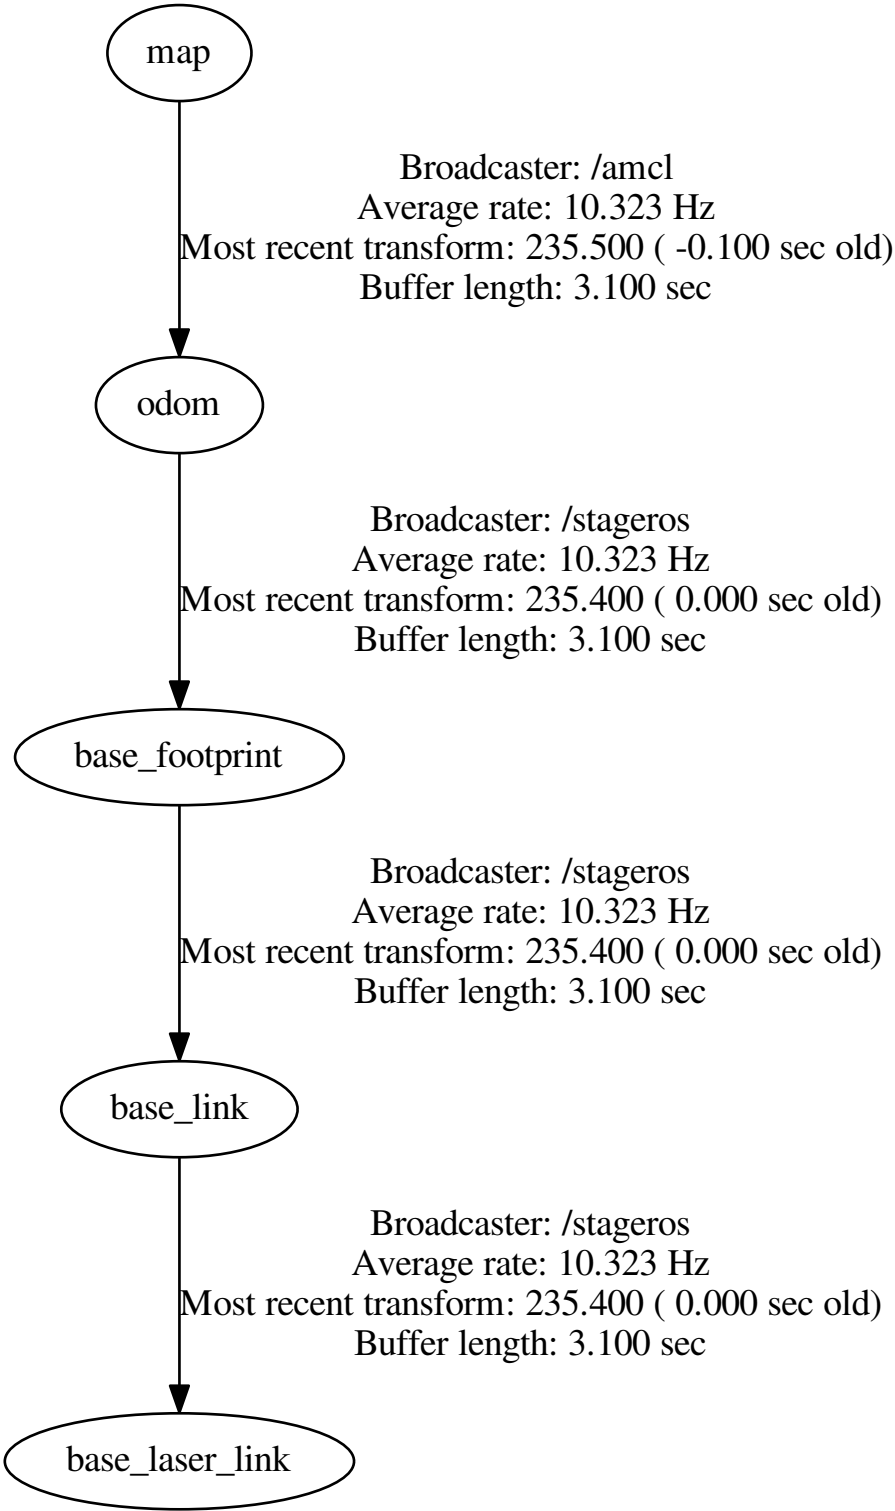 map
Broadcaster: /amcl
Average rate: 10.323 Hz
Most recent transform: 235.500 ( -0.100 sec old)
Buffer length: 3.100 sec
odom
Broadcaster: /stageros
Average rate: 10.323 Hz
Most recent transform: 235.400 ( 0.000 sec old)
Buffer length: 3.100 sec
base_footprint
Broadcaster: /stageros
Average rate: 10.323 Hz
Most recent transform: 235.400 ( 0.000 sec old)
Buffer length: 3.100 sec
base_link
Broadcaster: /stageros
Average rate: 10.323 Hz
Most recent transform: 235.400 ( 0.000 sec old)
Buffer length: 3.100 sec
base_laser_link